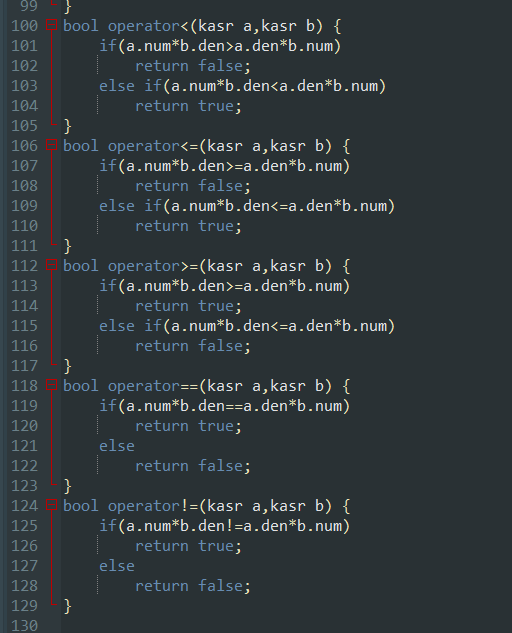 99 }
100 bool operator<(kasr a,kasr b) {
101     if(a.num*b.den>a.den*b.num)
102         return false;
103     else if(a.num*b.den<a.den*b.num)
104         return true;
105 }
106 bool operator<=(kasr a,kasr b) {
107     if(a.num*b.den>=a.den*b.num)
108         return false;
109     else if(a.num*b.den<=a.den*b.num)
110         return true;
111 }
112 bool operator>=(kasr a,kasr b) {
113     if(a.num*b.den>=a.den*b.num)
114         return true;
115     else if(a.num*b.den<=a.den*b.num)
116         return false;
117 }
118 bool operator==(kasr a,kasr b) {
119     if(a.num*b.den==a.den*b.num)
120         return true;
121     else
122         return false;
123 }
124 bool operator!=(kasr a,kasr b) {
125     if(a.num*b.den!=a.den*b.num)
126         return true;
127     else
128         return false;
129 }
130